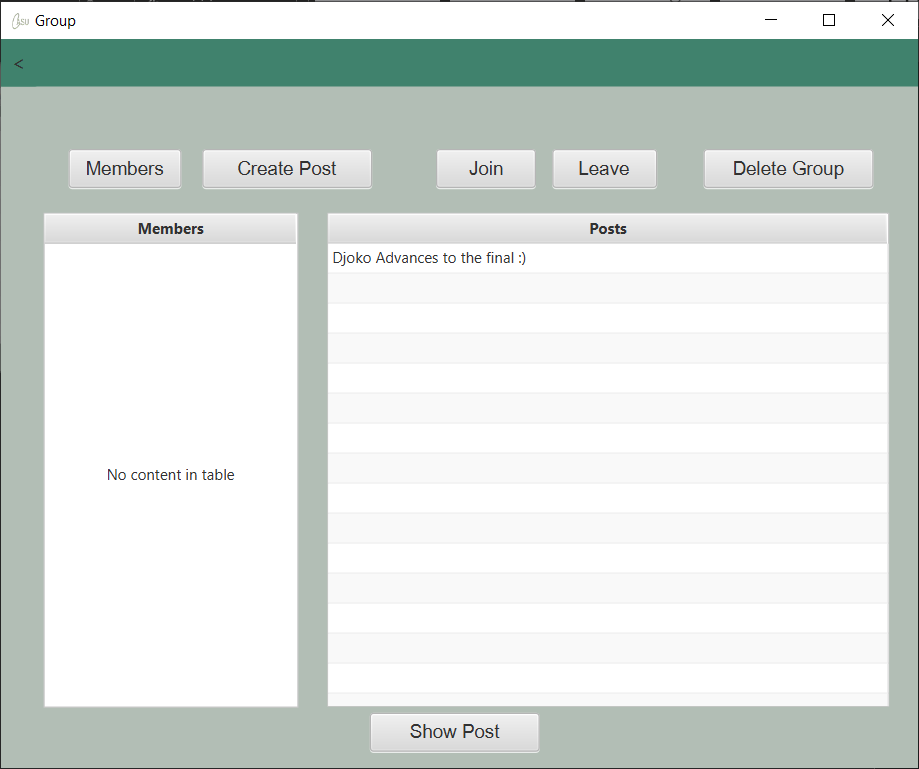 Group
<
Members Create Post Join Leave Delete Group
Members
No content in table
Posts
Djoko Advances to the final :)
Show Post